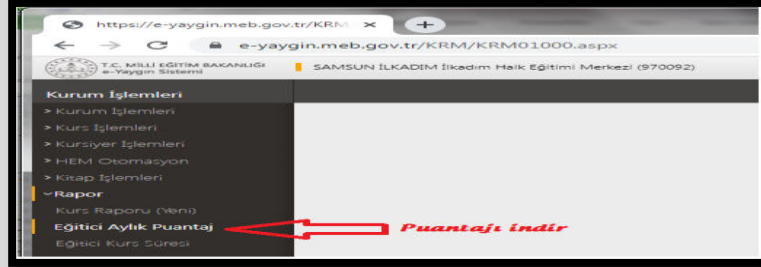 https://e-yaygin.meb.gov.tr/KRM
e-yaygin.meb.gov.tr/KRM/KRM01000.aspx
T.C. MİLLİ EĞİTİM BAKANLIĞI
e-Yaygın Sistemi
SAMSUN İLKADIM İlkadım Halk Eğitimi Merkezi (970092)
Kurum İşlemleri
> Kurum İşlemleri
> Kurs İşlemleri
> Kursiyer İşlemleri
> HEM Otomasyon
> Kitap İşlemleri
Rapor
Kurs Raporu (Yeni)
Eğitici Aylık Puantaj
Puantajı indir
Eğitici Kurs Süresi